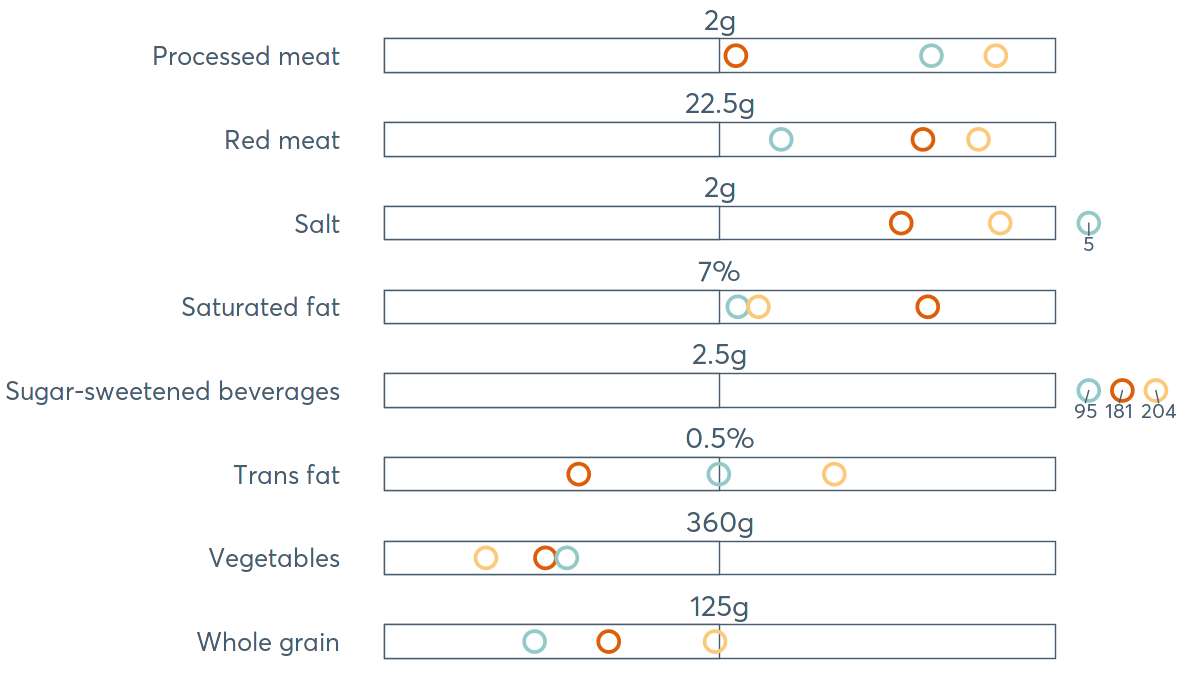 2g
Processed meat
22.5g
Red meat
2g
Salt
5
7%
Saturated fat
2.5g
Sugar-sweetened beverages
95 181 204
0.5%
Trans fat
360g
Vegetables
125g
Whole grain